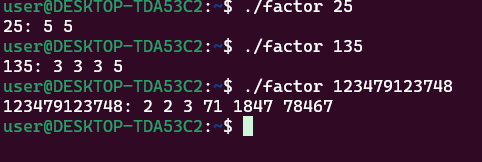 user@DESKTOP-TDA53C2:~$ ./factor 25
25: 5 5
user@DESKTOP-TDA53C2:~$ ./factor 135
135: 3 3 3 5
user@DESKTOP-TDA53C2:~$ ./factor 123479123748
123479123748: 2 2 3 71 1847 78467
user@DESKTOP-TDA53C2:~$